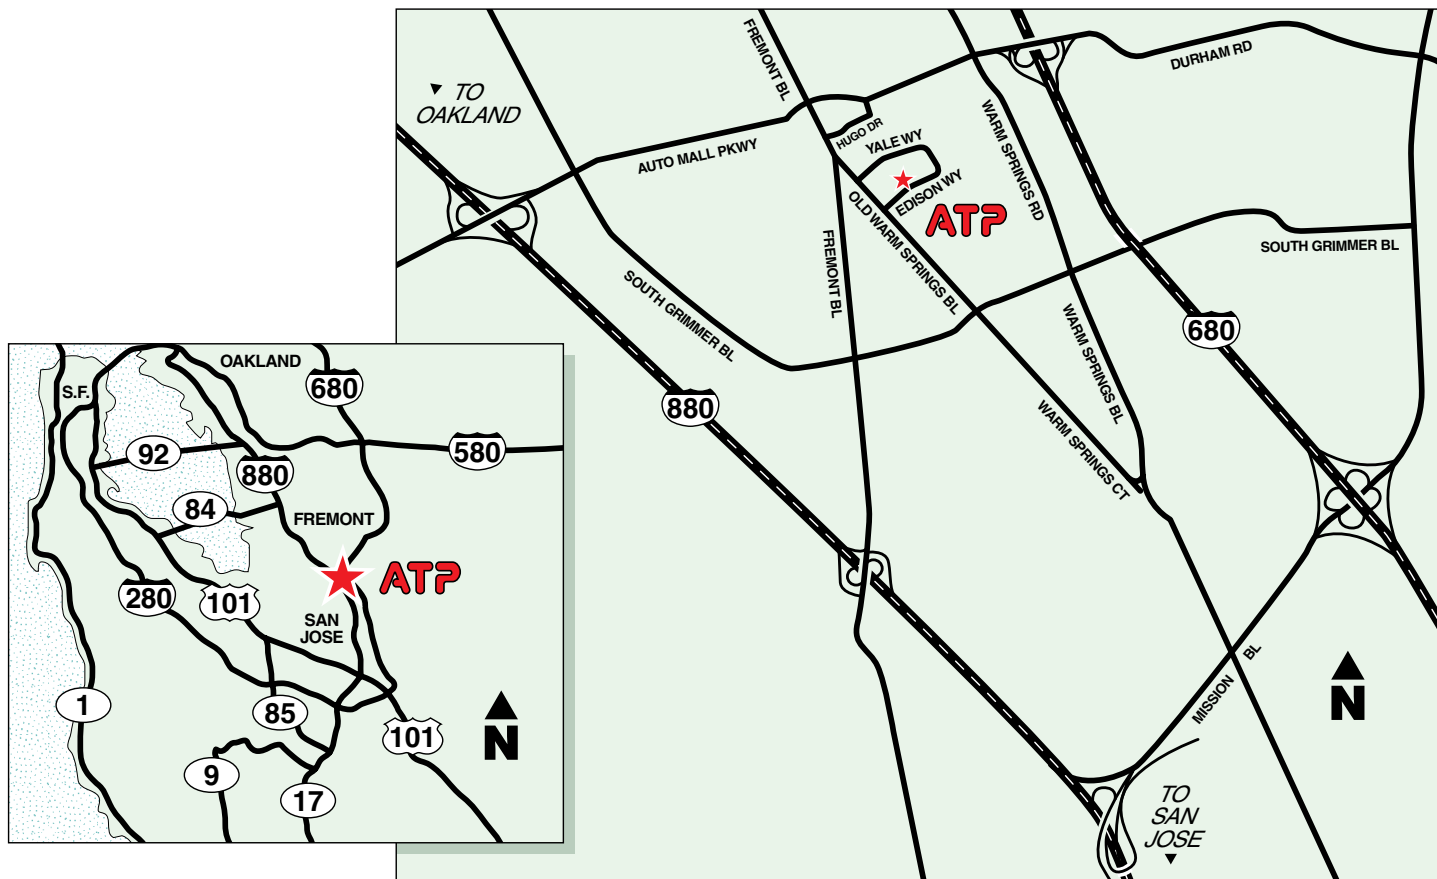 TO
OAKLAND
FREMONT BL
DURHAM RD
AUTO MALL PKWY
HUGO DR
YALE WY
WARM SPRINGS RD
EDISON WY
ATP
OLD WARM SPRINGS BL
FREMONT BL
SOUTH GRIMMER BL
SOUTH GRIMMER BL
680
WARM SPRINGS BL
880
WARM SPRINGS CT
MISSION BL
N
TO
SAN
JOSE
OAKLAND
S.F.
680
92
580
880
84
FREMONT
ATP
280
101
SAN
JOSE
1
85
101
N
9
17